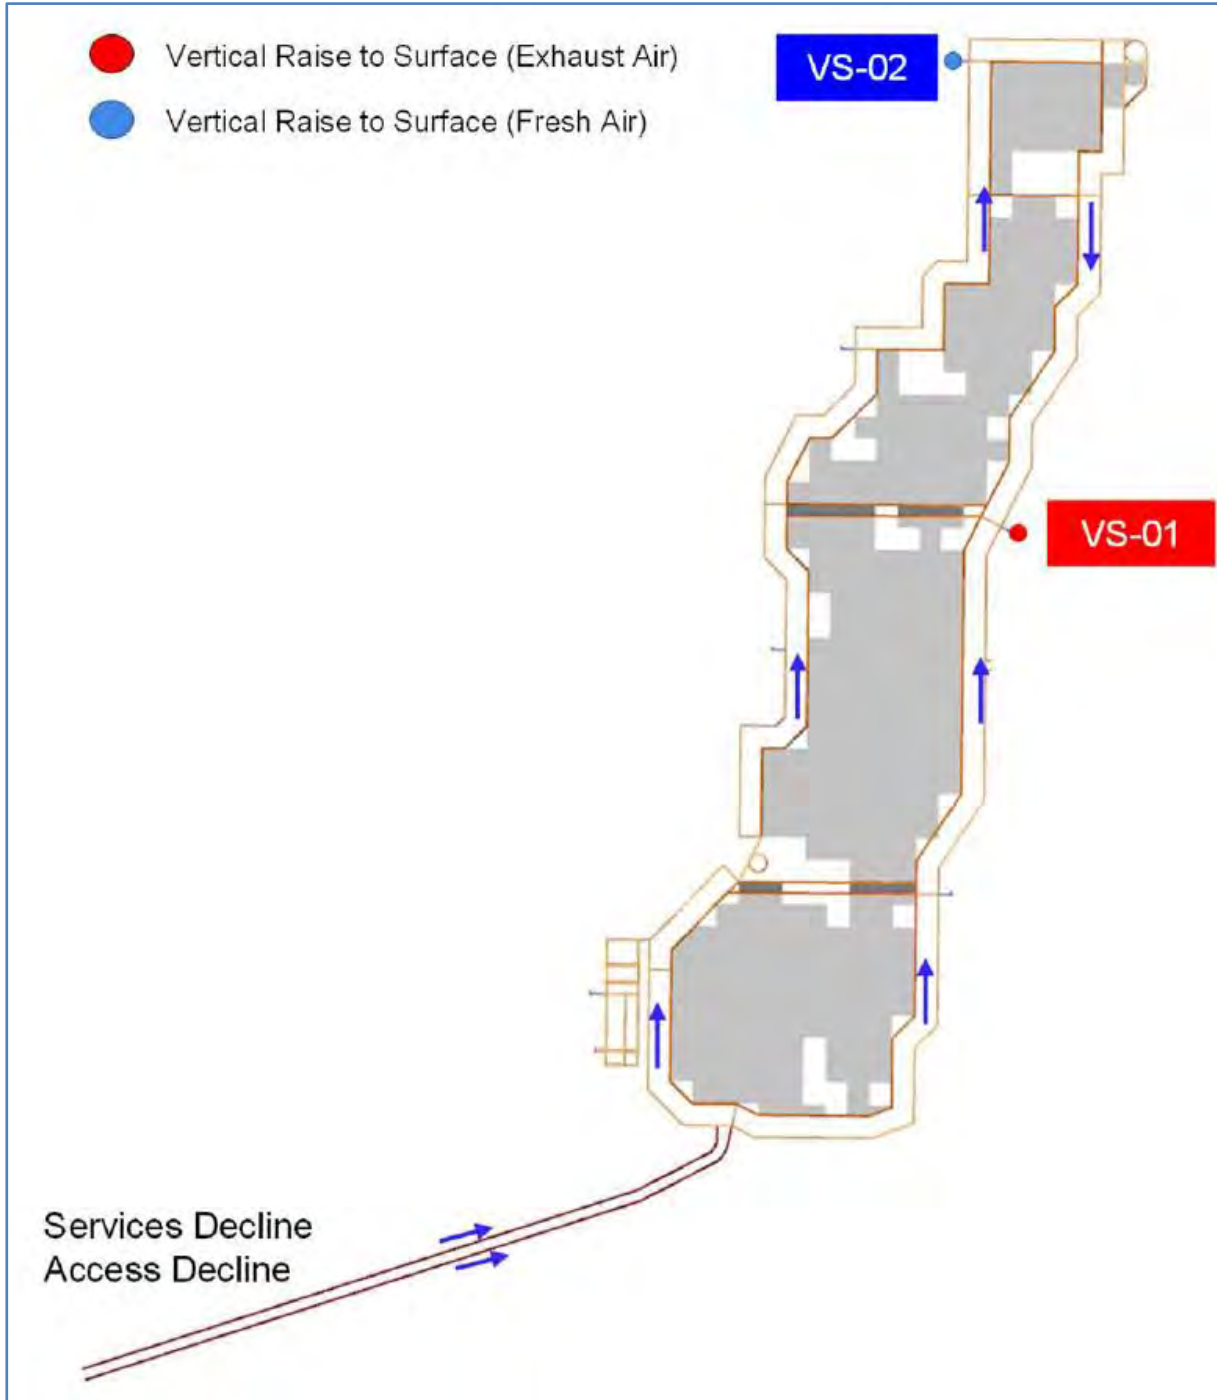 Vertical Raise to Surface (Exhaust Air)
Vertical Raise to Surface (Fresh Air)
VS-02
VS-01
Services Decline
Access Decline